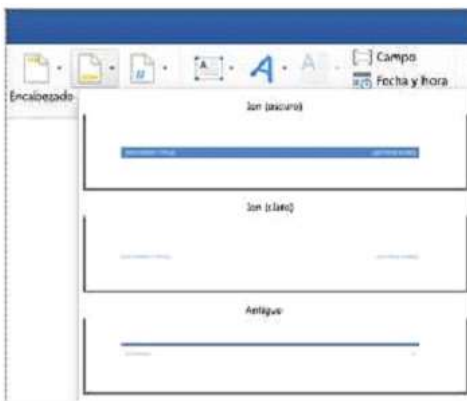 Campo
Encabezado
Fecha y hora
Ion (oscuro)
Ion (claro)
Antiguo